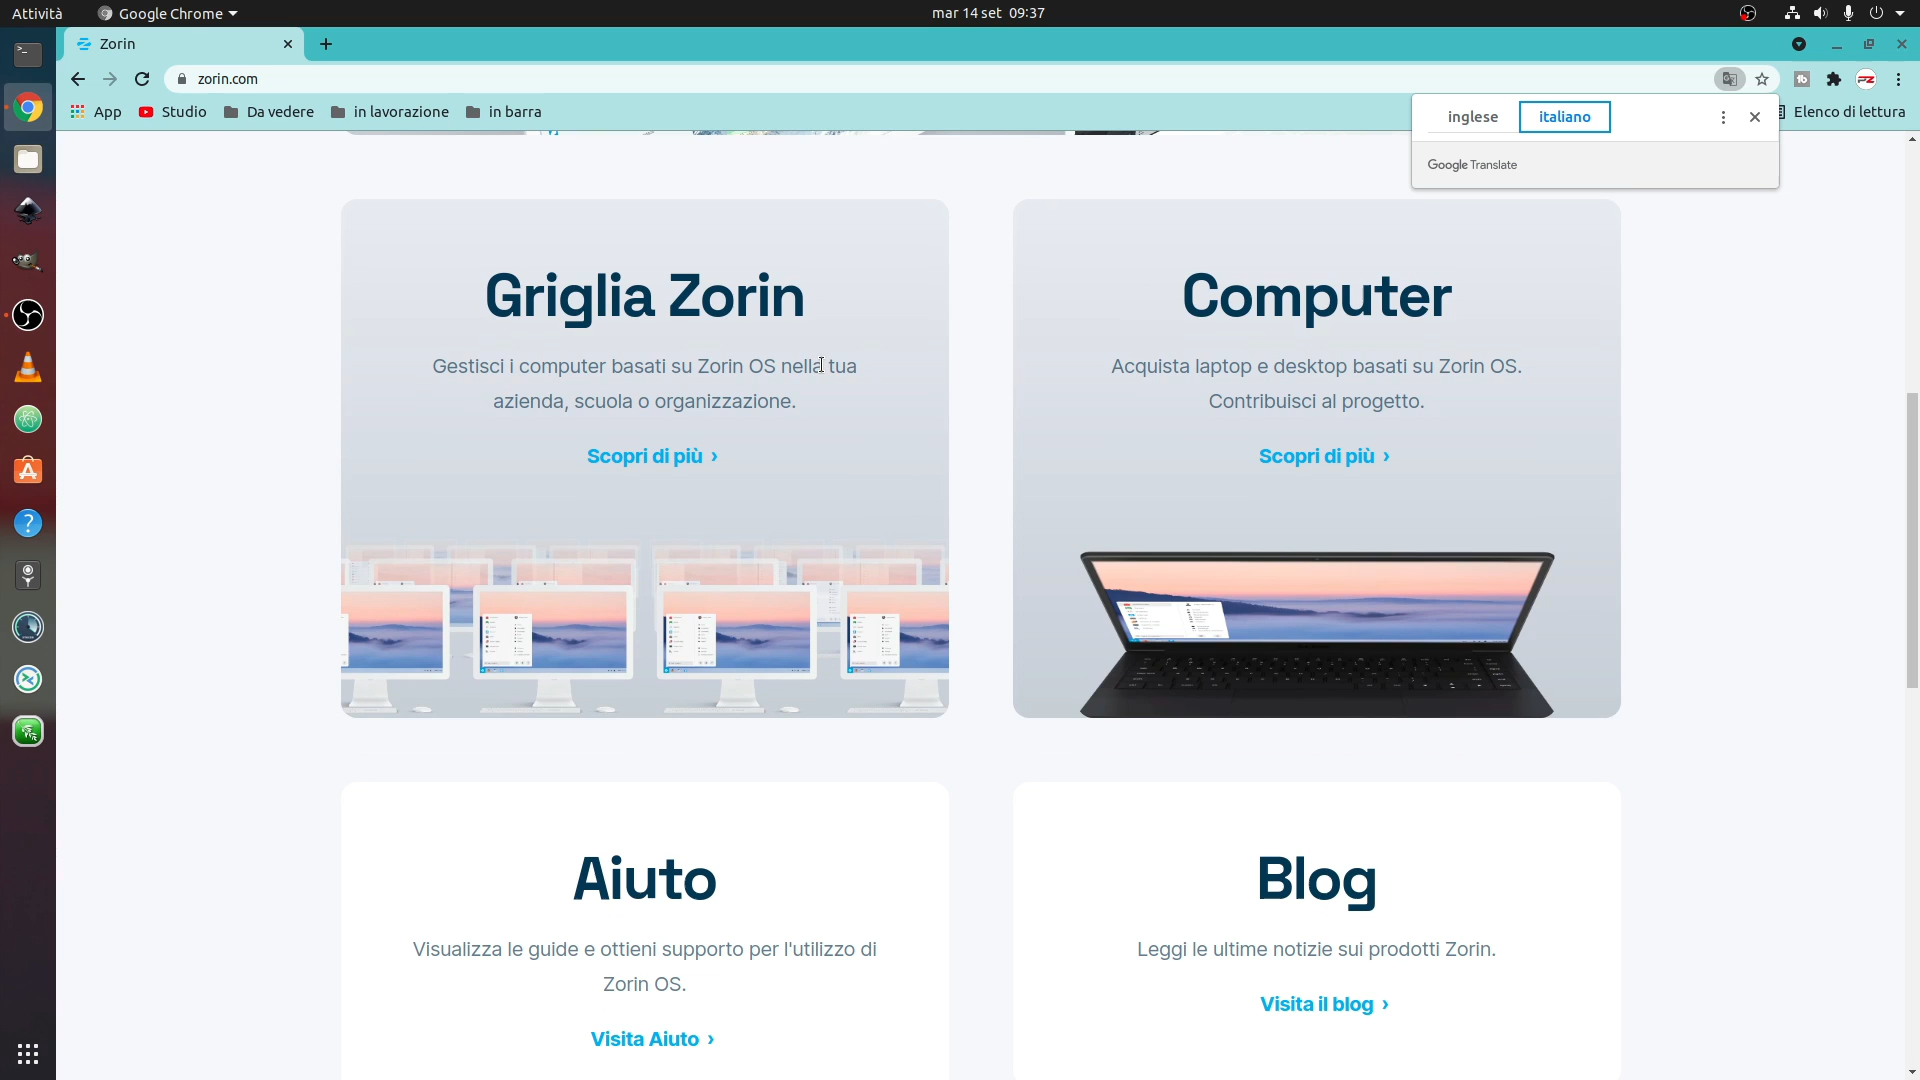 Attività
Google Chrome
mar 14 set 09:37
Zorin
zorin.com
App
Studio
Da vedere
in lavorazione
in barra
Elenco di lettura
inglese
italiano
Google Translate
Griglia Zorin
Gestisci i computer basati su Zorin OS nella tua
azienda, scuola o organizzazione.
Scopri di più ›
Computer
Acquista laptop e desktop basati su Zorin OS.
Contribuisci al progetto.
Scopri di più ›
Aiuto
Visualizza le guide e ottieni supporto per l'utilizzo di
Zorin OS.
Visita Aiuto ›
Blog
Leggi le ultime notizie sui prodotti Zorin.
Visita il blog ›